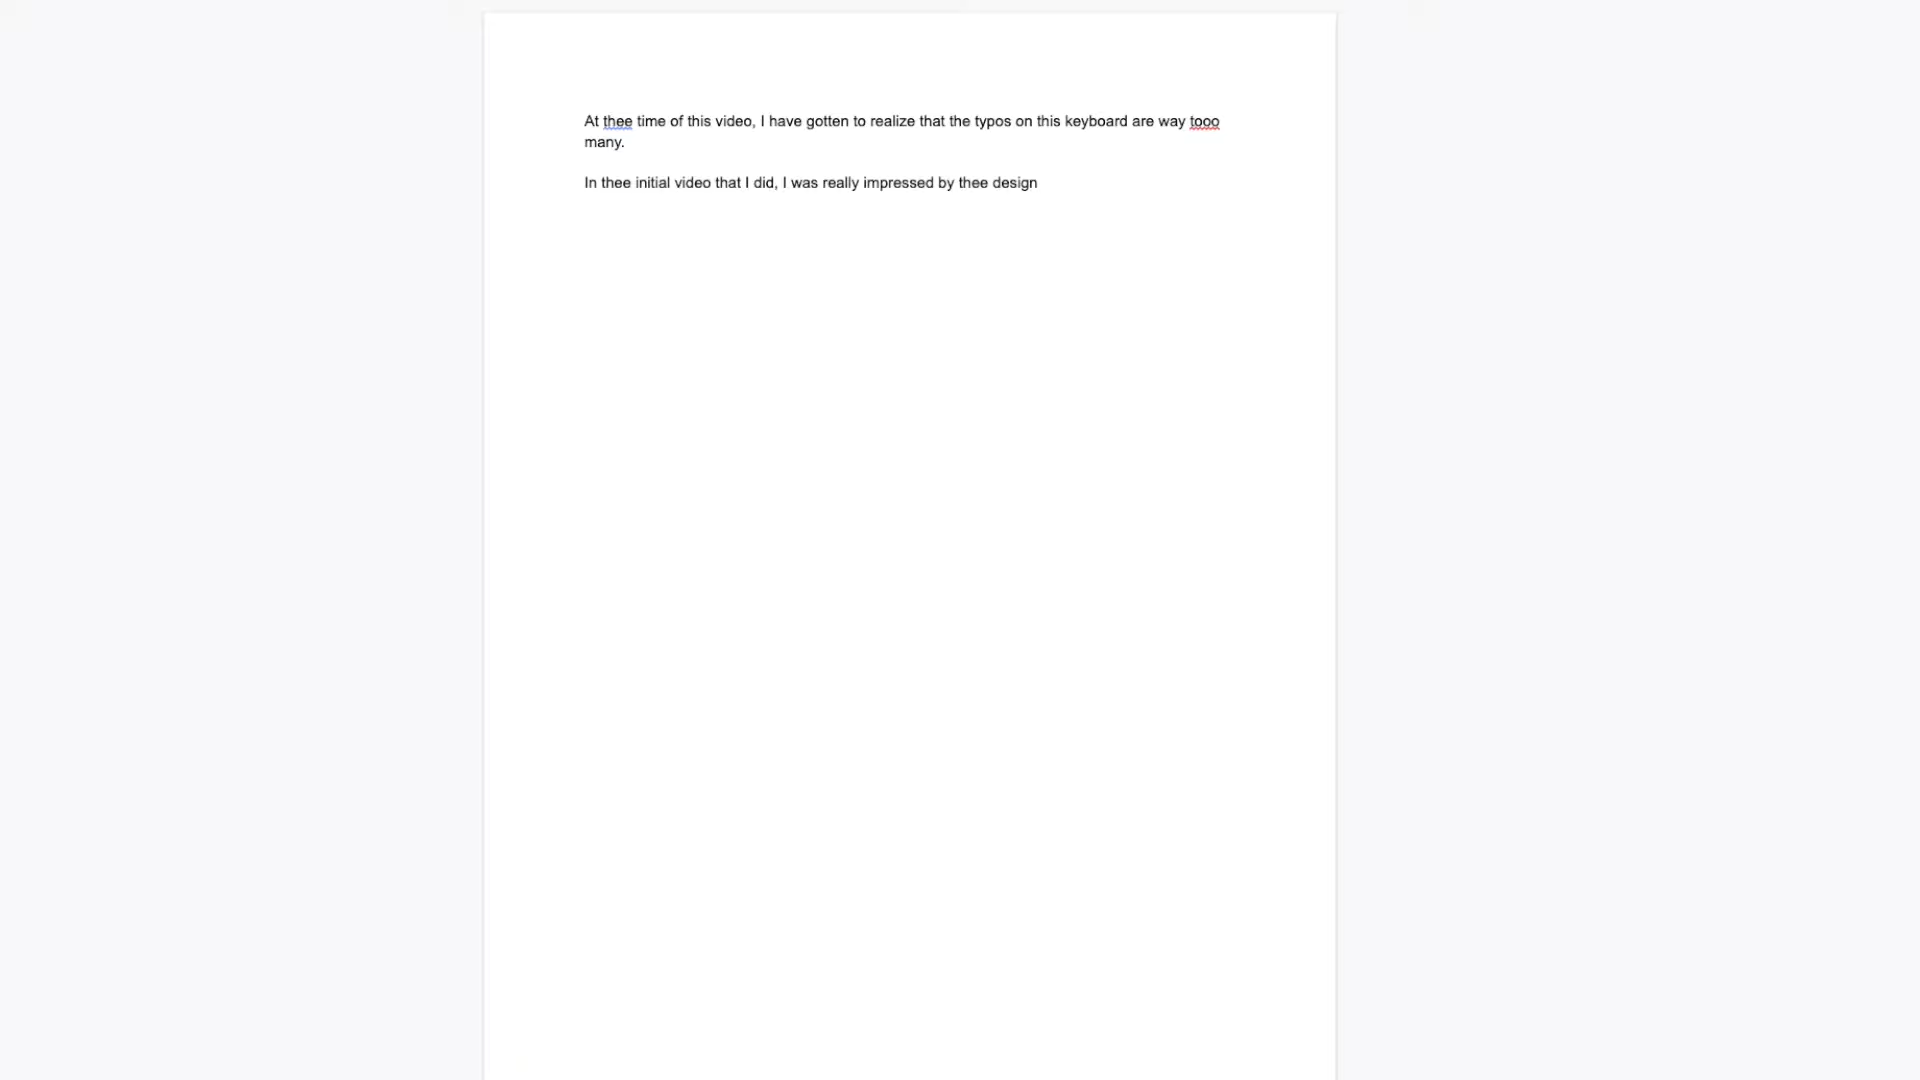 At thee time of this video, I have gotten to realize that the typos on this keyboard are way tooo
many.
In thee initial video that I did, I was really impressed by thee design